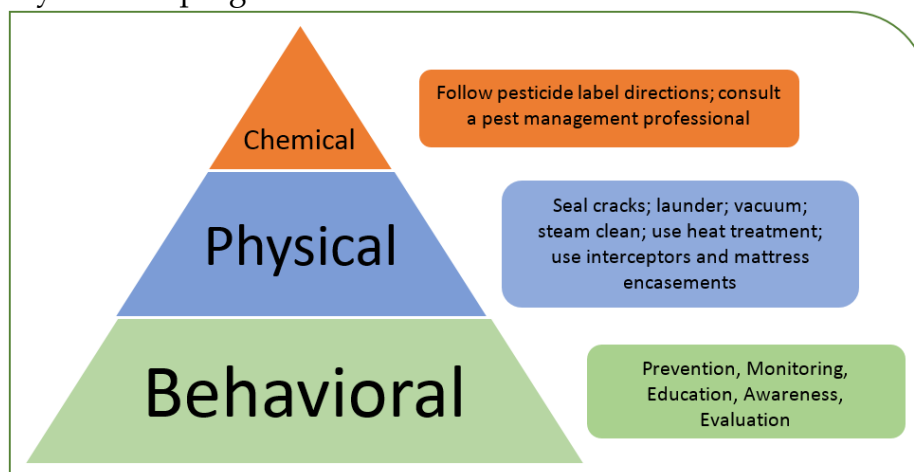 Chemical
Follow pesticide label directions; consult
a pest management professional
Physical
Seal cracks; launder; vacuum;
steam clean; use heat treatment;
use interceptors and mattress
encasements
Behavioral
Prevention, Monitoring,
Education, Awareness,
Evaluation